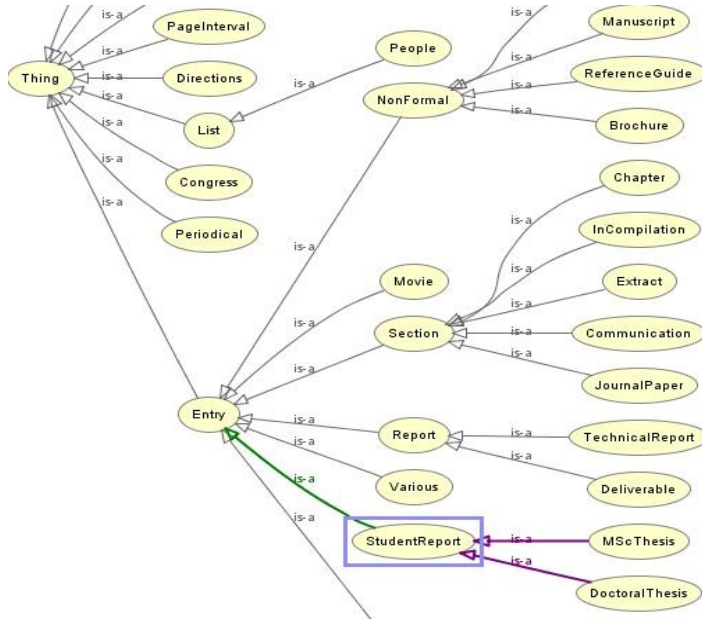 is-a
is-a
PageInterval
is-a
Thing
is-a
Directions
is-a
List
is-a
Congress
is-a
Periodical
is-a
People
is-a
NonFormal
is-a
Manuscript
is-a
ReferenceGuide
is-a
Brochure
is-a
Chapter
is-a
InCompilation
is-a
Extract
is-a
Communication
is-a
JournalPaper
is-a
Movie
is-a
Section
is-a
Entry
is-a
Report
is-a
TechnicalReport
is-a
Deliverable
is-a
Various
is-a
StudentReport
is-a
MScThesis
is-a
DoctoralThesis
is-a